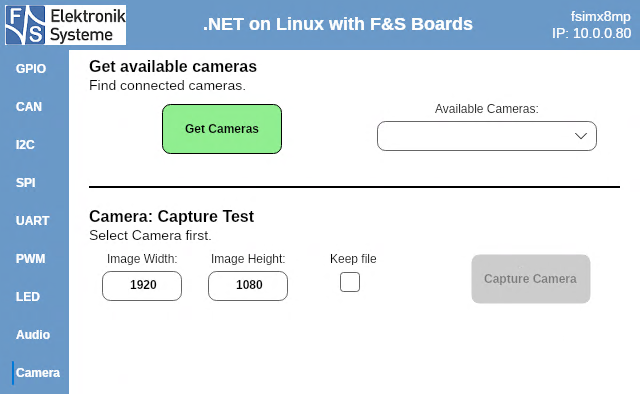 F&S Elektronik Systeme
.NET on Linux with F&S Boards
fsimx8mp
IP: 10.0.0.80
GPIO
CAN
I2C
SPI
UART
PWM
LED
Audio
Camera
Get available cameras
Find connected cameras.
Get Cameras
Available Cameras:
Camera: Capture Test
Select Camera first.
Image Width:
Image Height:
Keep file
1920
1080
Capture Camera